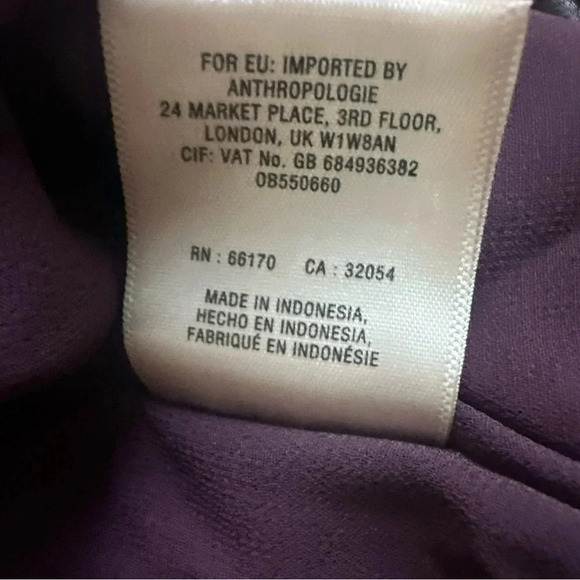 FOR EU: IMPORTED BY
ANTHROPOLOGIE
24 MARKET PLACE, 3RD FLOOR,
LONDON, UK W1W8AN
CIF: VAT No. GB 684936382
OB550660
RN : 66170 CA : 32054
MADE IN INDONESIA,
HECHO EN INDONESIA,
FABRIQUÉ EN INDONÉSIE